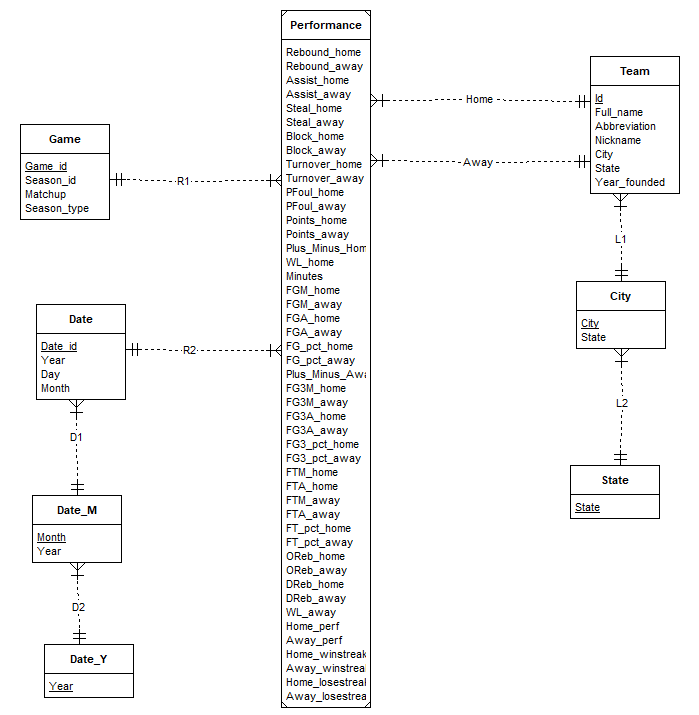 Performance
Rebound_home
Rebound_away
Assist_home
Assist_away
Steal_home
Steal_away
Block_home
Block_away
Turnover_home
Turnover_away
PFoul_home
PFoul_away
Points_home
Points_away
Plus_Minus_Hom
WL_home
Minutes
FGM_home
FGM_away
FGA_home
FGA_away
FG_pct_home
FG_pct_away
Plus_Minus_Awa
FG3M_home
FG3M_away
FG3A_home
FG3A_away
FG3_pct_home
FG3_pct_away
FTM_home
FTA_home
FTM_away
FTA_away
FT_pct_home
FT_pct_away
OReb_home
OReb_away
DReb_home
DReb_away
WL_away
Home_perf
Away_perf
Home_winstreak
Away_winstreak
Home_losestreak
Away_losestrea
Game
Game_id
Season_id
Matchup
Season_type
R1
Date
Date_id
Year
Day
Month
R2
D1
Date_M
Month
Year
D2
Date_Y
Year
Home
Away
Team
Id
Full_name
Abbreviation
Nickname
City
State
Year_founded
L1
City
City
State
L2
State
State